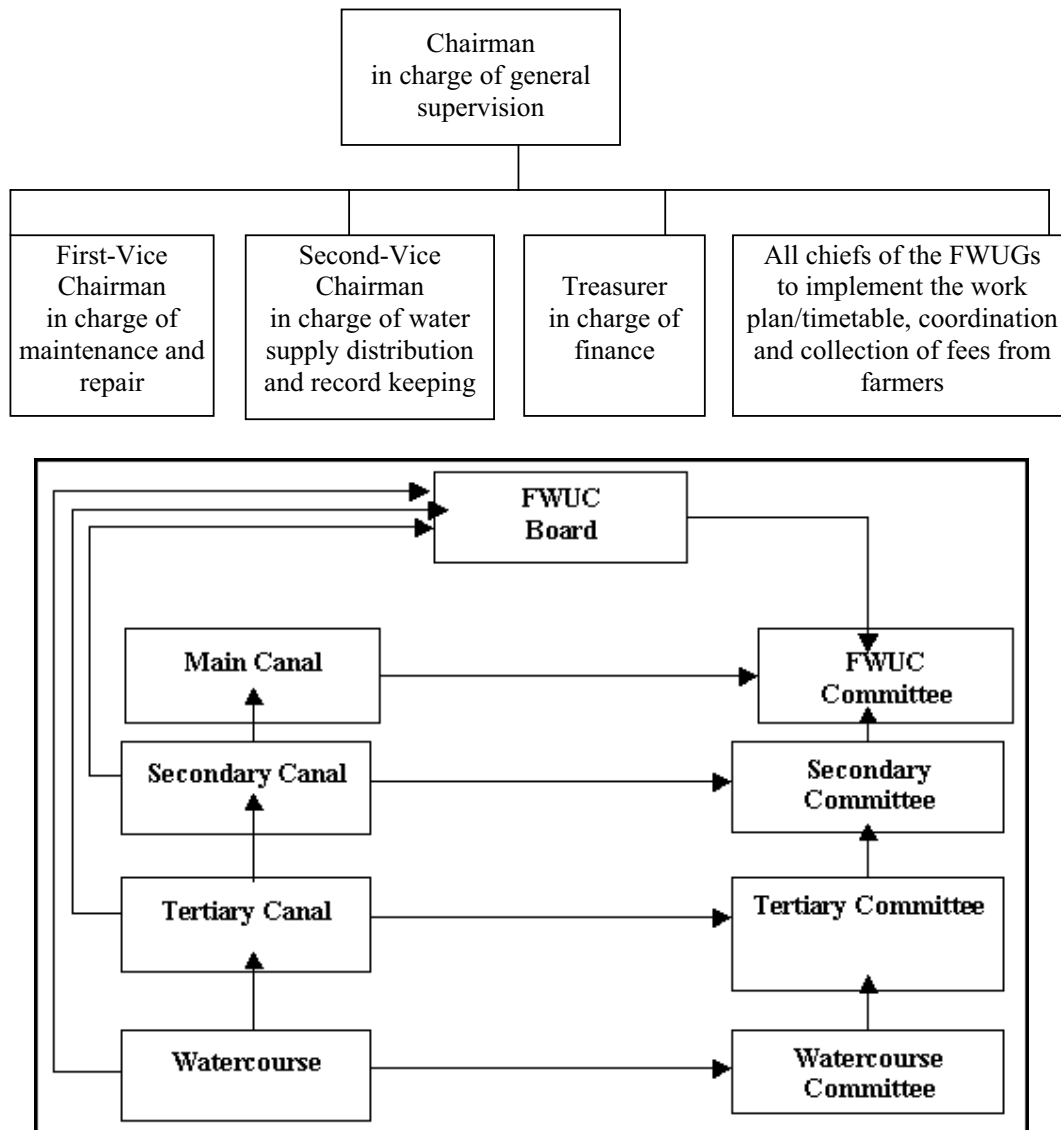 Chairman
in charge of general
supervision
First-Vice
Chairman
in charge of
maintenance and
repair
Second-Vice
Chairman
in charge of water
supply distribution
and record keeping
Treasurer
in charge of
finance
All chiefs of the FWUGs
to implement the work
plan/timetable, coordination
and collection of fees from
farmers
FWUC
Board
Main Canal
FWUC
Committee
Secondary Canal
Secondary
Committee
Tertiary Canal
Tertiary Committee
Watercourse
Watercourse
Committee